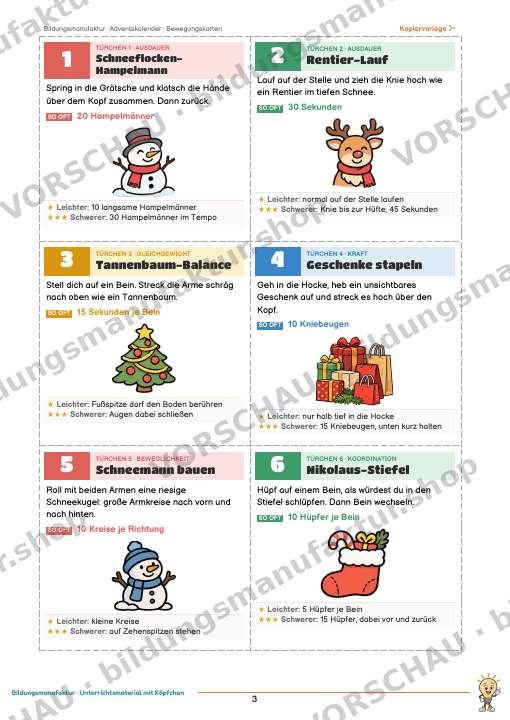 Bildungsmanufaktur · Adventskalender · Bewegungskarten
Kopiervorlage
1
TÜRCHEN 1 · AUSDAUER
Schneeflocken-
Hampelmann
Spring in die Grätsche und klatsch die Hände
über dem Kopf zusammen. Dann zurück.
SO OFT 20 Hampelmänner
★ Leichter: 10 langsame Hampelmänner
★★★ Schwerer: 30 Hampelmänner im Tempo
2
TÜRCHEN 2 · AUSDAUER
Rentier-Lauf
Lauf auf der Stelle und zieh die Knie hoch wie
ein Rentier im tiefen Schnee.
SO OFT 30 Sekunden
★ Leichter: normal auf der Stelle laufen
★★★ Schwerer: Knie bis zur Hüfte, 45 Sekunden
3
TÜRCHEN 3 · GLEICHGEWICHT
Tannenbaum-Balance
Stell dich auf ein Bein. Streck die Arme schräg
nach oben wie ein Tannenbaum.
SO OFT 15 Sekunden je Bein
★ Leichter: Fußspitze darf den Boden berühren
★★★ Schwerer: Augen dabei schließen
4
TÜRCHEN 4 · KRAFT
Geschenke stapeln
Geh in die Hocke, heb ein unsichtbares
Geschenk auf und streck es hoch über den
Kopf.
SO OFT 10 Kniebeugen
★ Leichter: nur halb tief in die Hocke
★★★ Schwerer: 15 Kniebeugen, unten kurz halten
5
TÜRCHEN 5 · BEWEGLICHKEIT
Schneemann bauen
Roll mit beiden Armen eine riesige
Schneekugel: große Armkreise nach vorn und
nach hinten.
SO OFT 10 Kreise je Richtung
★ Leichter: kleine Kreise
★★★ Schwerer: auf Zehenspitzen stehen
6
TÜRCHEN 6 · KOORDINATION
Nikolaus-Stiefel
Hüpf auf einem Bein, als würdest du in den
Stiefel schlüpfen. Dann Bein wechseln.
SO OFT 10 Hüpfer je Bein
★ Leichter: 5 Hüpfer je Bein
★★★ Schwerer: 15 Hüpfer, dabei vor und zurück
Bildungsmanufaktur · Unterrichtsmaterial mit Köpfchen
3
VORSCHAU · bildungsmanufaktur.shop